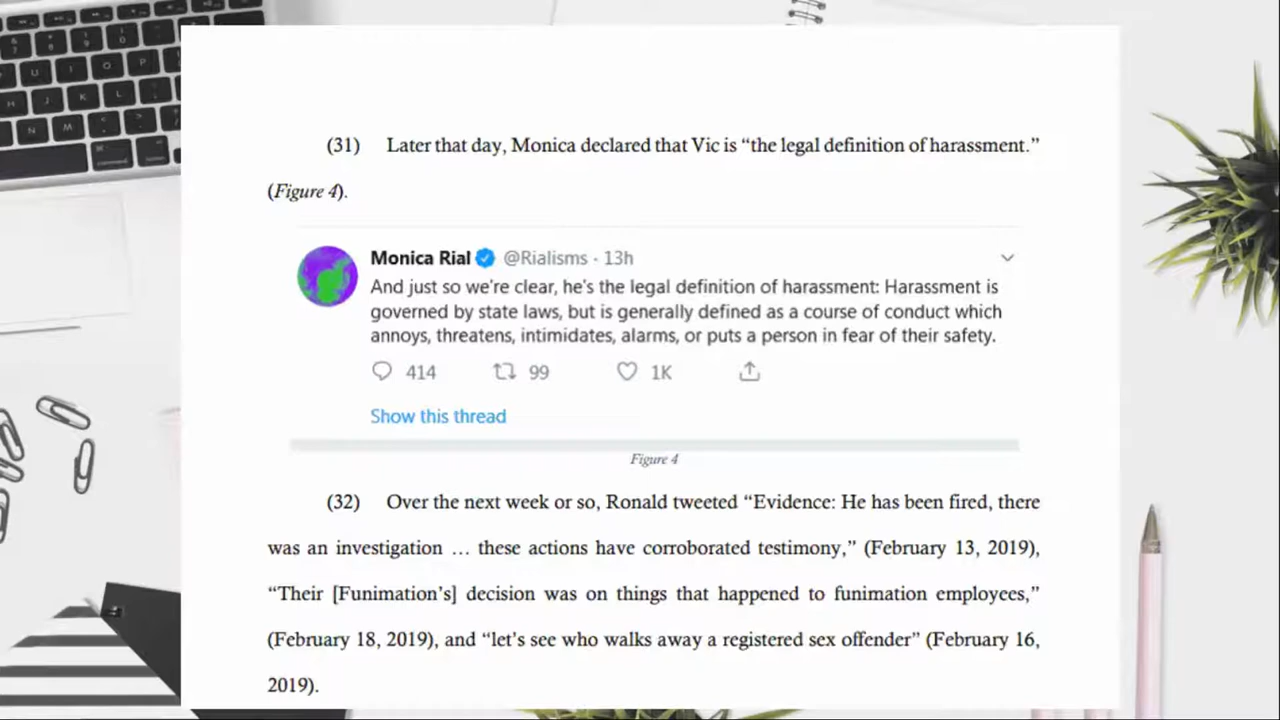 (31) Later that day, Monica declared that Vic is “the legal definition of harassment.”
(Figure 4).
Monica Rial @Rialisms · 13h
And just so we're clear, he's the legal definition of harassment: Harassment is
governed by state laws, but is generally defined as a course of conduct which
annoys, threatens, intimidates, alarms, or puts a person in fear of their safety.
414 99 1K
Show this thread
Figure 4
(32) Over the next week or so, Ronald tweeted “Evidence: He has been fired, there
was an investigation … these actions have corroborated testimony,” (February 13, 2019),
“Their [Funimation’s] decision was on things that happened to funimation employees,”
(February 18, 2019), and “let’s see who walks away a registered sex offender” (February 16,
2019).